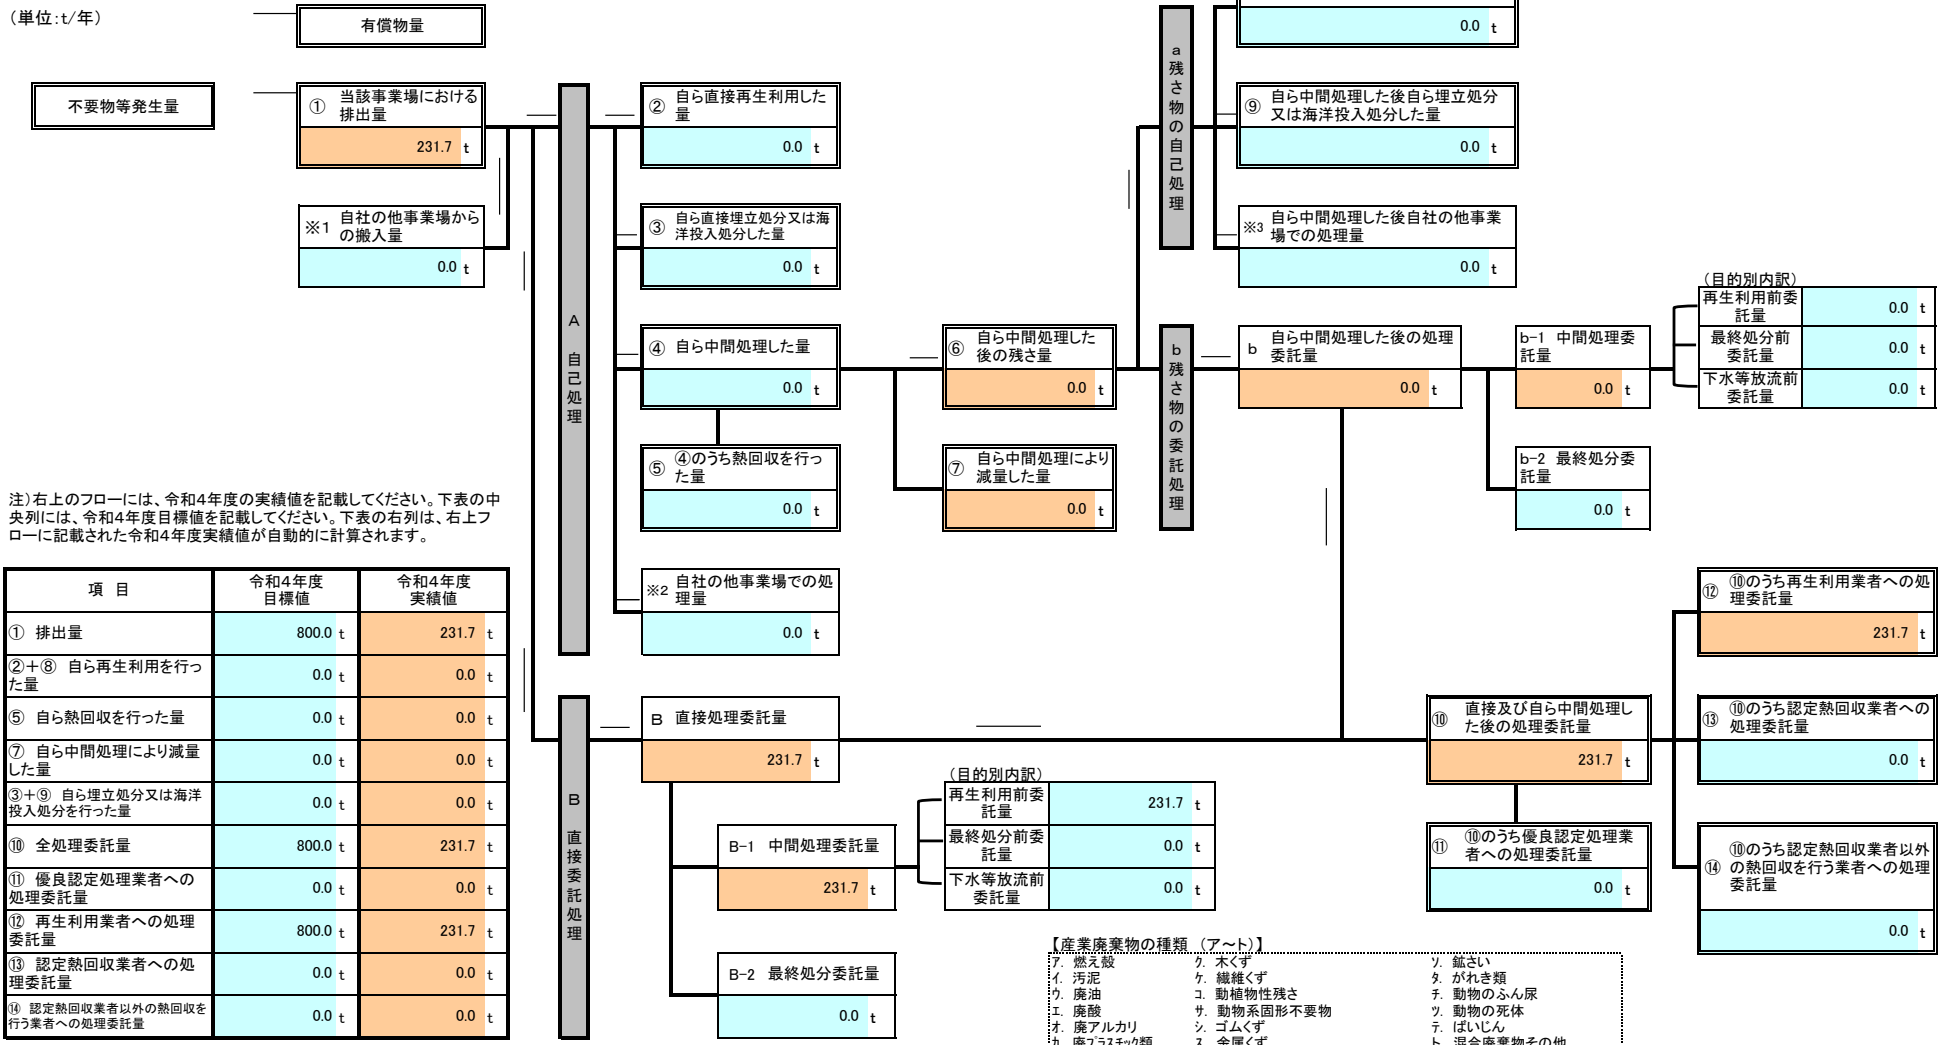 （単位：t/年）
有償物量
不要物等発生量
① 当該事業場における
排出量
231.7 t
※1 自社の他事業場から
の搬入量
0.0 t
A 自己処理
② 自ら直接再生利用した
量
0.0 t
③ 自ら直接埋立処分又は海
洋投入処分した量
0.0 t
④ 自ら中間処理した量
0.0 t
⑤ ④のうち熱回収を行っ
た量
0.0 t
※2 自社の他事業場での処
理量
0.0 t
⑥ 自ら中間処理した
後の残さ量
0.0 t
⑦ 自ら中間処理により
減量した量
0.0 t
a 残さ物の自己処理
0.0 t
⑨ 自ら中間処理した後自ら埋立処分
又は海洋投入処分した量
0.0 t
※3 自ら中間処理した後自社の他事業
場での処理量
0.0 t
b 残さ物の委託処理
b 自ら中間処理した後の処理
委託量
0.0 t
b-1 中間処理委
託量
0.0 t
b-2 最終処分委
託量
0.0 t
（目的別内訳）
再生利用前委
託量
0.0 t
最終処分前
委託量
0.0 t
下水等放流前
委託量
0.0 t
注）右上のフローには、令和４年度の実績値を記載してください。下表の中
央列には、令和４年度目標値を記載してください。下表の右列は、右上フ
ローに記載された令和４年度実績値が自動的に計算されます。
項 目 令和４年度
目標値 令和４年度
実績値
① 排出量 800.0 t 231.7 t
②＋⑧ 自ら再生利用を行っ
た量 0.0 t 0.0 t
⑤ 自ら熱回収を行った量 0.0 t 0.0 t
⑦ 自ら中間処理により減量
した量 0.0 t 0.0 t
③＋⑨ 自ら埋立処分又は海洋
投入処分を行った量 0.0 t 0.0 t
⑩ 全処理委託量 800.0 t 231.7 t
⑪ 優良認定処理業者への
処理委託量 0.0 t 0.0 t
⑫ 再生利用業者への処理
委託量 800.0 t 231.7 t
⑬ 認定熱回収業者への処
理委託量 0.0 t 0.0 t
⑭ 認定熱回収業者以外の熱回収を
行う業者への処理委託量 0.0 t 0.0 t
B 直接委託処理
B 直接処理委託量
231.7 t
B-1 中間処理委託量
231.7 t
B-2 最終処分委託量
0.0 t
（目的別内訳）
再生利用前委
託量
231.7 t
最終処分前委
託量
0.0 t
下水等放流前
委託量
0.0 t
⑩ 直接及び自ら中間処理し
た後の処理委託量
231.7 t
⑪ ⑩のうち優良認定処理業
者への処理委託量
0.0 t
⑫ ⑩のうち再生利用業者への処
理委託量
231.7 t
⑬ ⑩のうち認定熱回収業者への
処理委託量
0.0 t
⑭ ⑩のうち認定熱回収業者以外
の熱回収を行う業者への処理
委託量
0.0 t
【産業廃棄物の種類 （ア～ト）】
ア. 燃え殻 ク. 木くず ソ. 鉱さい
イ. 汚泥 ケ. 繊維くず タ. がれき類
ウ. 廃油 コ. 動植物性残さ チ. 動物のふん尿
エ. 廃酸 サ. 動物系固形不要物 ツ. 動物の死体
オ. 廃アルカリ シ. ゴムくず テ. ばいじん
カ. 廃プラスチック類 ス. 金属くず ト. 混合廃棄物その他